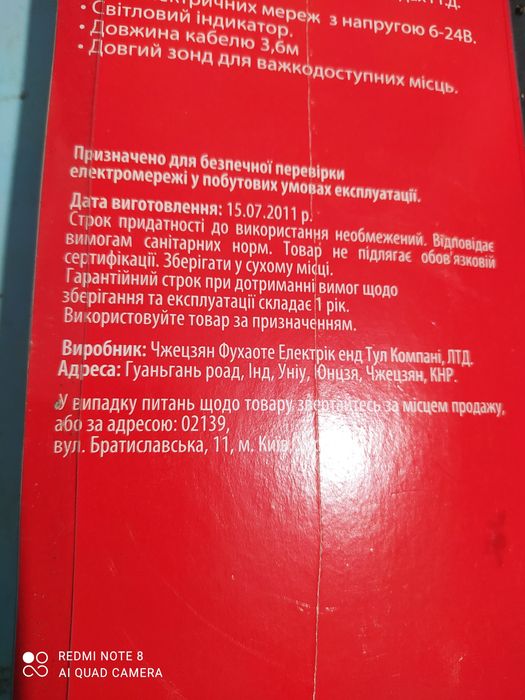 електричних мереж з напругою 6-24В.
• Світловий індикатор.
• Довжина кабелю 3,6м
• Довгий зонд для важкодоступних місць.
Призначено для безпечної перевірки
електромережі у побутових умовах експлуатації.
Дата виготовлення: 15.07.2011 р.
Строк придатності до використання необмежений. Відповідає
вимогам санітарних норм. Товар не підлягає обов'язковій
сертифікації. Зберігати у сухому місці.
Гарантійний строк при дотриманні вимог щодо
зберігання та експлуатації складає 1 рік.
Використовуйте товар за призначенням.
Виробник: Чжецзян Фухаоте Електрік енд Тул Компані, ЛТД.
Адреса: Гуаньгань роад, Інд, Уніу, Юнцзя, Чжецзян, КНР.
У випадку питань щодо товару звертайтесь за місцем продажу,
або за адресою: 02139,
вул. Братиславська, 11, м. Київ
REDMI NOTE 8
AI QUAD CAMERA